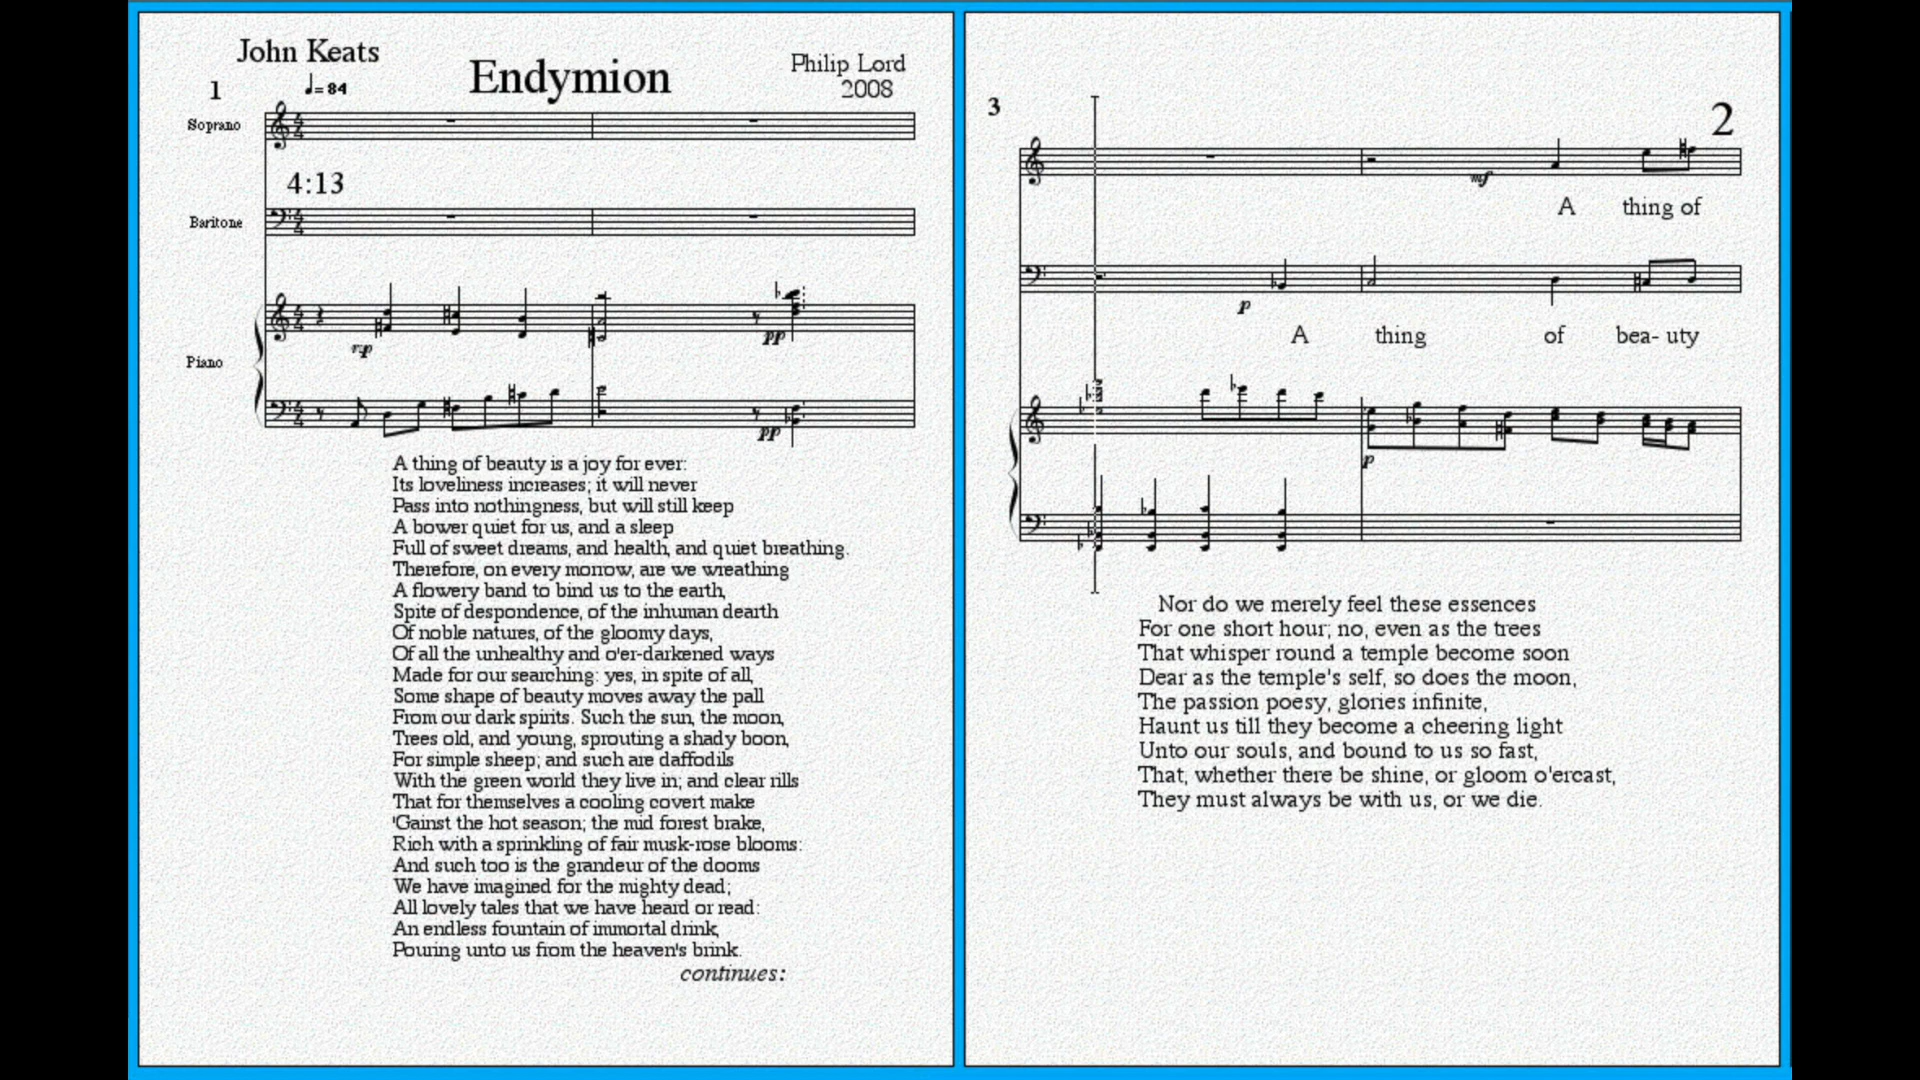 John Keats
Endymion
Philip Lord
2008
1
= 84
Soprano
4:13
Baritone
Piano
mp
pp
pp
A thing of beauty is a joy for ever:
Its loveliness increases; it will never
Pass into nothingness, but will still keep
A bower quiet for us, and a sleep
Full of sweet dreams, and health, and quiet breathing.
Therefore, on every morrow, are we wreathing
A flowery band to bind us to the earth,
Spite of despondence, of the inhuman dearth
Of noble natures, of the gloomy days,
Of all the unhealthy and o'er-darkened ways
Made for our searching: yes, in spite of all,
Some shape of beauty moves away the pall
From our dark spirits. Such the sun, the moon,
Trees old, and young, sprouting a shady boon,
For simple sheep; and such are daffodils
With the green world they live in; and clear rills
That for themselves a cooling covert make
'Gainst the hot season; the mid forest brake,
Rich with a sprinkling of fair musk-rose blooms:
And such too is the grandeur of the dooms
We have imagined for the mighty dead;
All lovely tales that we have heard or read:
An endless fountain of immortal drink,
Pouring unto us from the heaven's brink.
continues:
3
2
mf
A thing of
p
A thing of bea- uty
p
Nor do we merely feel these essences
For one short hour; no, even as the trees
That whisper round a temple become soon
Dear as the temple's self, so does the moon,
The passion poesy, glories infinite,
Haunt us till they become a cheering light
Unto our souls, and bound to us so fast,
That, whether there be shine, or gloom o'ercast,
They must always be with us, or we die.